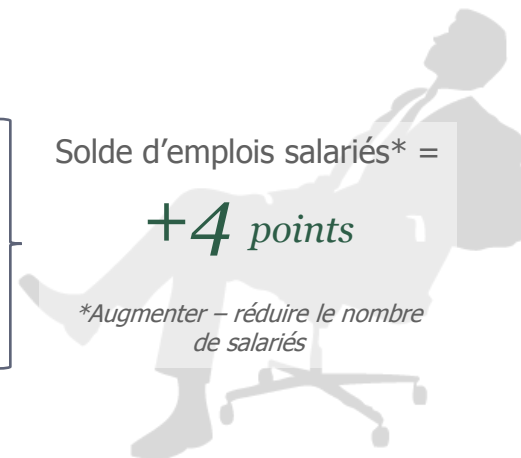 Solde d’emplois salariés* =
+4 points
*Augmenter – réduire le nombre
de salariés